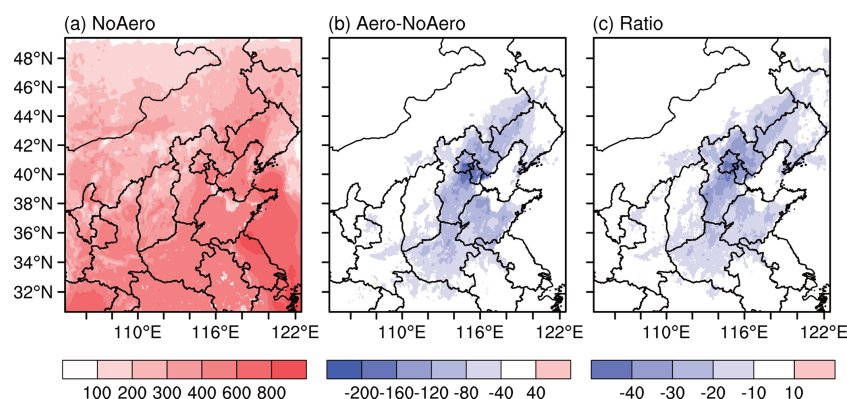 (a) NoAero
(b) Aero-NoAero
(c) Ratio
48°N
46°N
44°N
42°N
40°N
38°N
36°N
34°N
32°N
110°E 116°E 122°E
110°E 116°E 122°E
110°E 116°E 122°E
100 200 300 400 600 800
-200 -160 -120 -80 -40 40
-40 -30 -20 -10 10